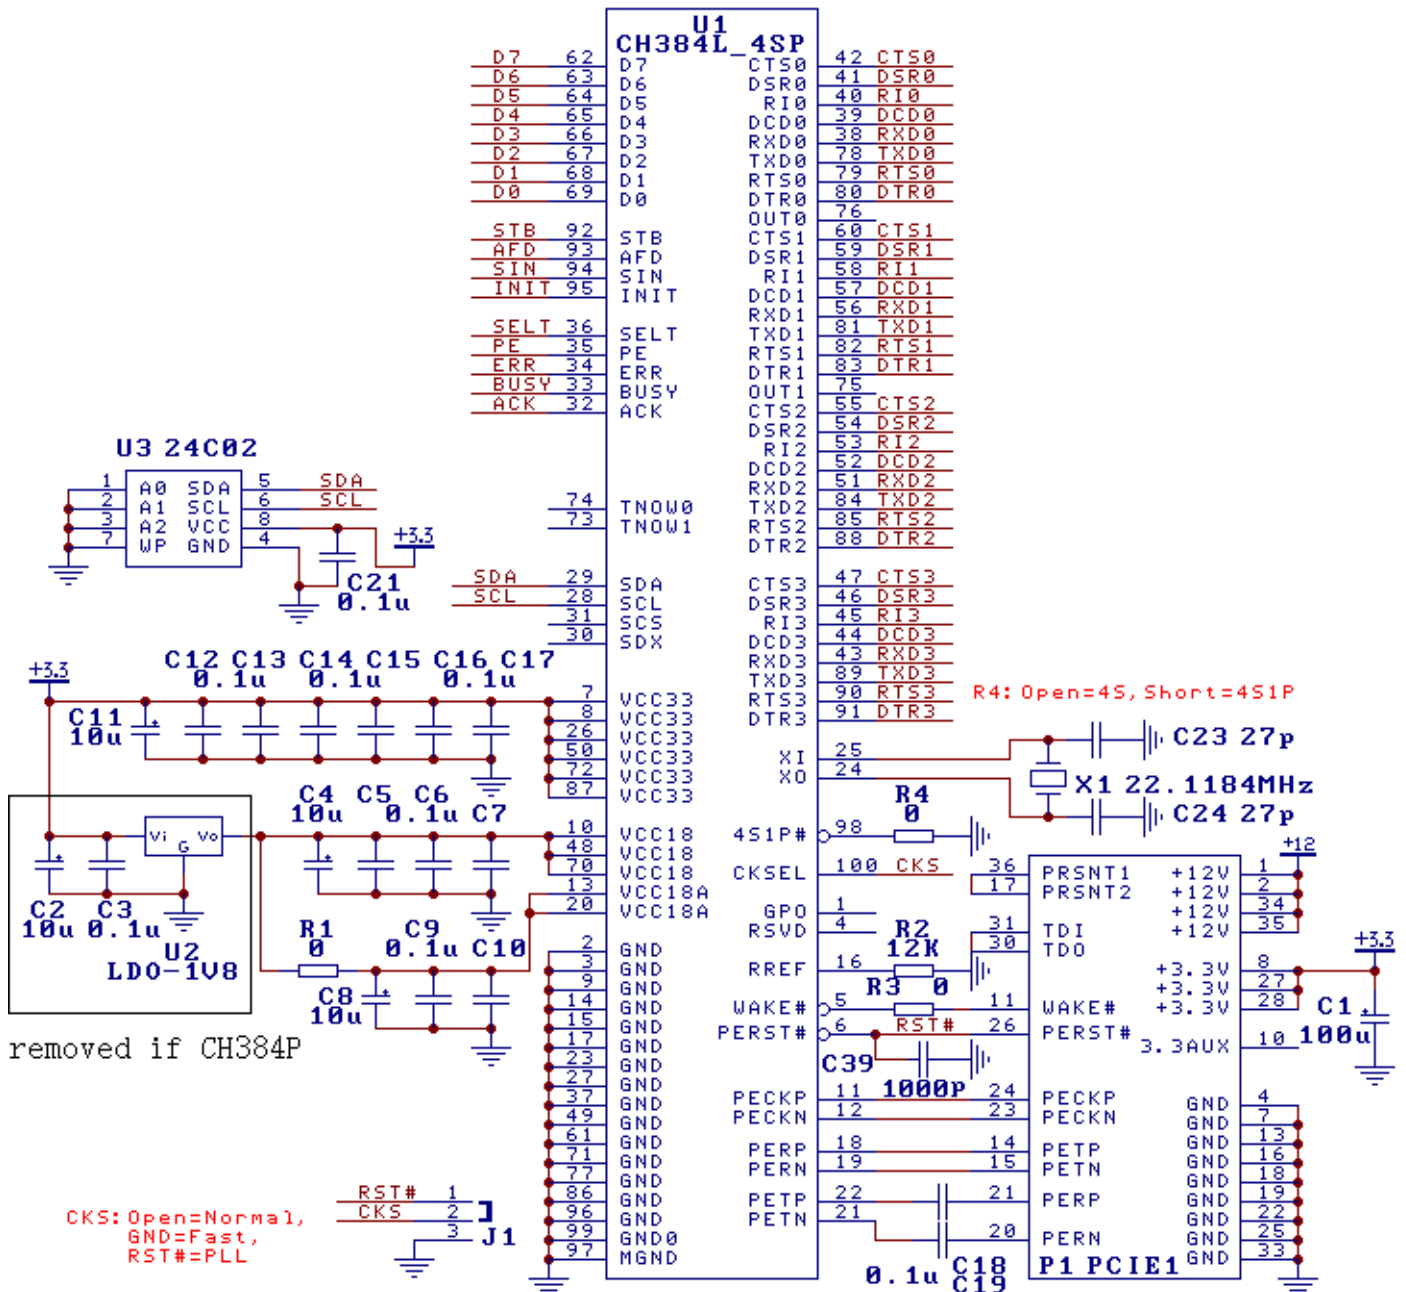 U1
CH384L_4SP
D7 62 D7 CTS0 42 CTS0
D6 63 D6 DSR0 41 DSR0
D5 64 D5 RI0 40 RI0
D4 65 D4 DCD0 39 DCD0
D3 66 D3 RXD0 38 RXD0
D2 67 D2 TXD0 78 TXD0
D1 68 D1 RTS0 79 RTS0
D0 69 D0 DTR0 80 DTR0
OUT0 76
STB 92 STB CTS1 60 CTS1
AFD 93 AFD DSR1 59 DSR1
SIN 94 SIN RI1 58 RI1
INIT 95 INIT DCD1 57 DCD1
RXD1 56 RXD1
SELT 36 SELT TXD1 81 TXD1
PE 35 PE RTS1 82 RTS1
ERR 34 ERR DTR1 83 DTR1
BUSY 33 BUSY OUT1 75
ACK 32 ACK CTS2 55 CTS2
DSR2 54 DSR2
RI2 53 RI2
DCD2 52 DCD2
RXD2 51 RXD2
74 TNOW0 TXD2 84 TXD2
73 TNOW1 RTS2 85 RTS2
DTR2 88 DTR2
U3 24C02
1 A0 SDA 5 SDA
2 A1 SCL 6 SCL
3 A2 VCC 8
7 WP GND 4
+3.3
C21
0.1u
SDA 29 SDA CTS3 47 CTS3
SCL 28 SCL DSR3 46 DSR3
31 SCS RI3 45 RI3
30 SDX DCD3 44 DCD3
RXD3 43 RXD3
TXD3 89 TXD3
RTS3 90 RTS3
DTR3 91 DTR3
+3.3
C12 C13 C14 C15 C16 C17
0.1u 0.1u 0.1u
C11
10u
7 VCC33
8 VCC33
26 VCC33
50 VCC33
72 VCC33
87 VCC33
R4:Open=4S,Short=4S1P
XI 25
XO 24
C23 27p
X1 22.1184MHz
C24 27p
C4 C5 C6 C7
10u 0.1u
Vi Vo
G
C2 C3
10u 0.1u
U2
LDO-1V8
removed if CH384P
R1
0
C9
0.1u C10
C8
10u
10 VCC18
48 VCC18
70 VCC18
13 VCC18A
20 VCC18A
R4
0
4S1P# 98
CKSEL 100 CKS
GPO 1
RSVD 4
R2
12K
RREF 16
R3 0
WAKE# 5
PERST# 6 RST#
C39
1000P
PECKP 11
PECKN 12
PERP 18
PERN 19
PETP 22
PETN 21
0.1u C18
C19
2 GND
3 GND
9 GND
14 GND
15 GND
17 GND
23 GND
27 GND
37 GND
49 GND
61 GND
71 GND
77 GND
86 GND
96 GND
99 GND0
97 MGND
+12
36 PRSNT1 +12V 1
17 PRSNT2 +12V 2
+12V 34
31 TDI +12V 35
30 TDO
+3.3V 8
+3.3V 27
11 WAKE# +3.3V 28
26 PERST#
3.3AUX 10
+3.3
C1
100u
24 PECKP GND 4
23 PECKN GND 7
14 PETP GND 13
15 PETN GND 16
GND 18
21 PERP GND 19
GND 22
20 PERN GND 25
GND 33
P1 PCIE1
RST# 1
CKS 2
3 J1
CKS:Open=Normal,
GND=Fast,
RST#=PLL